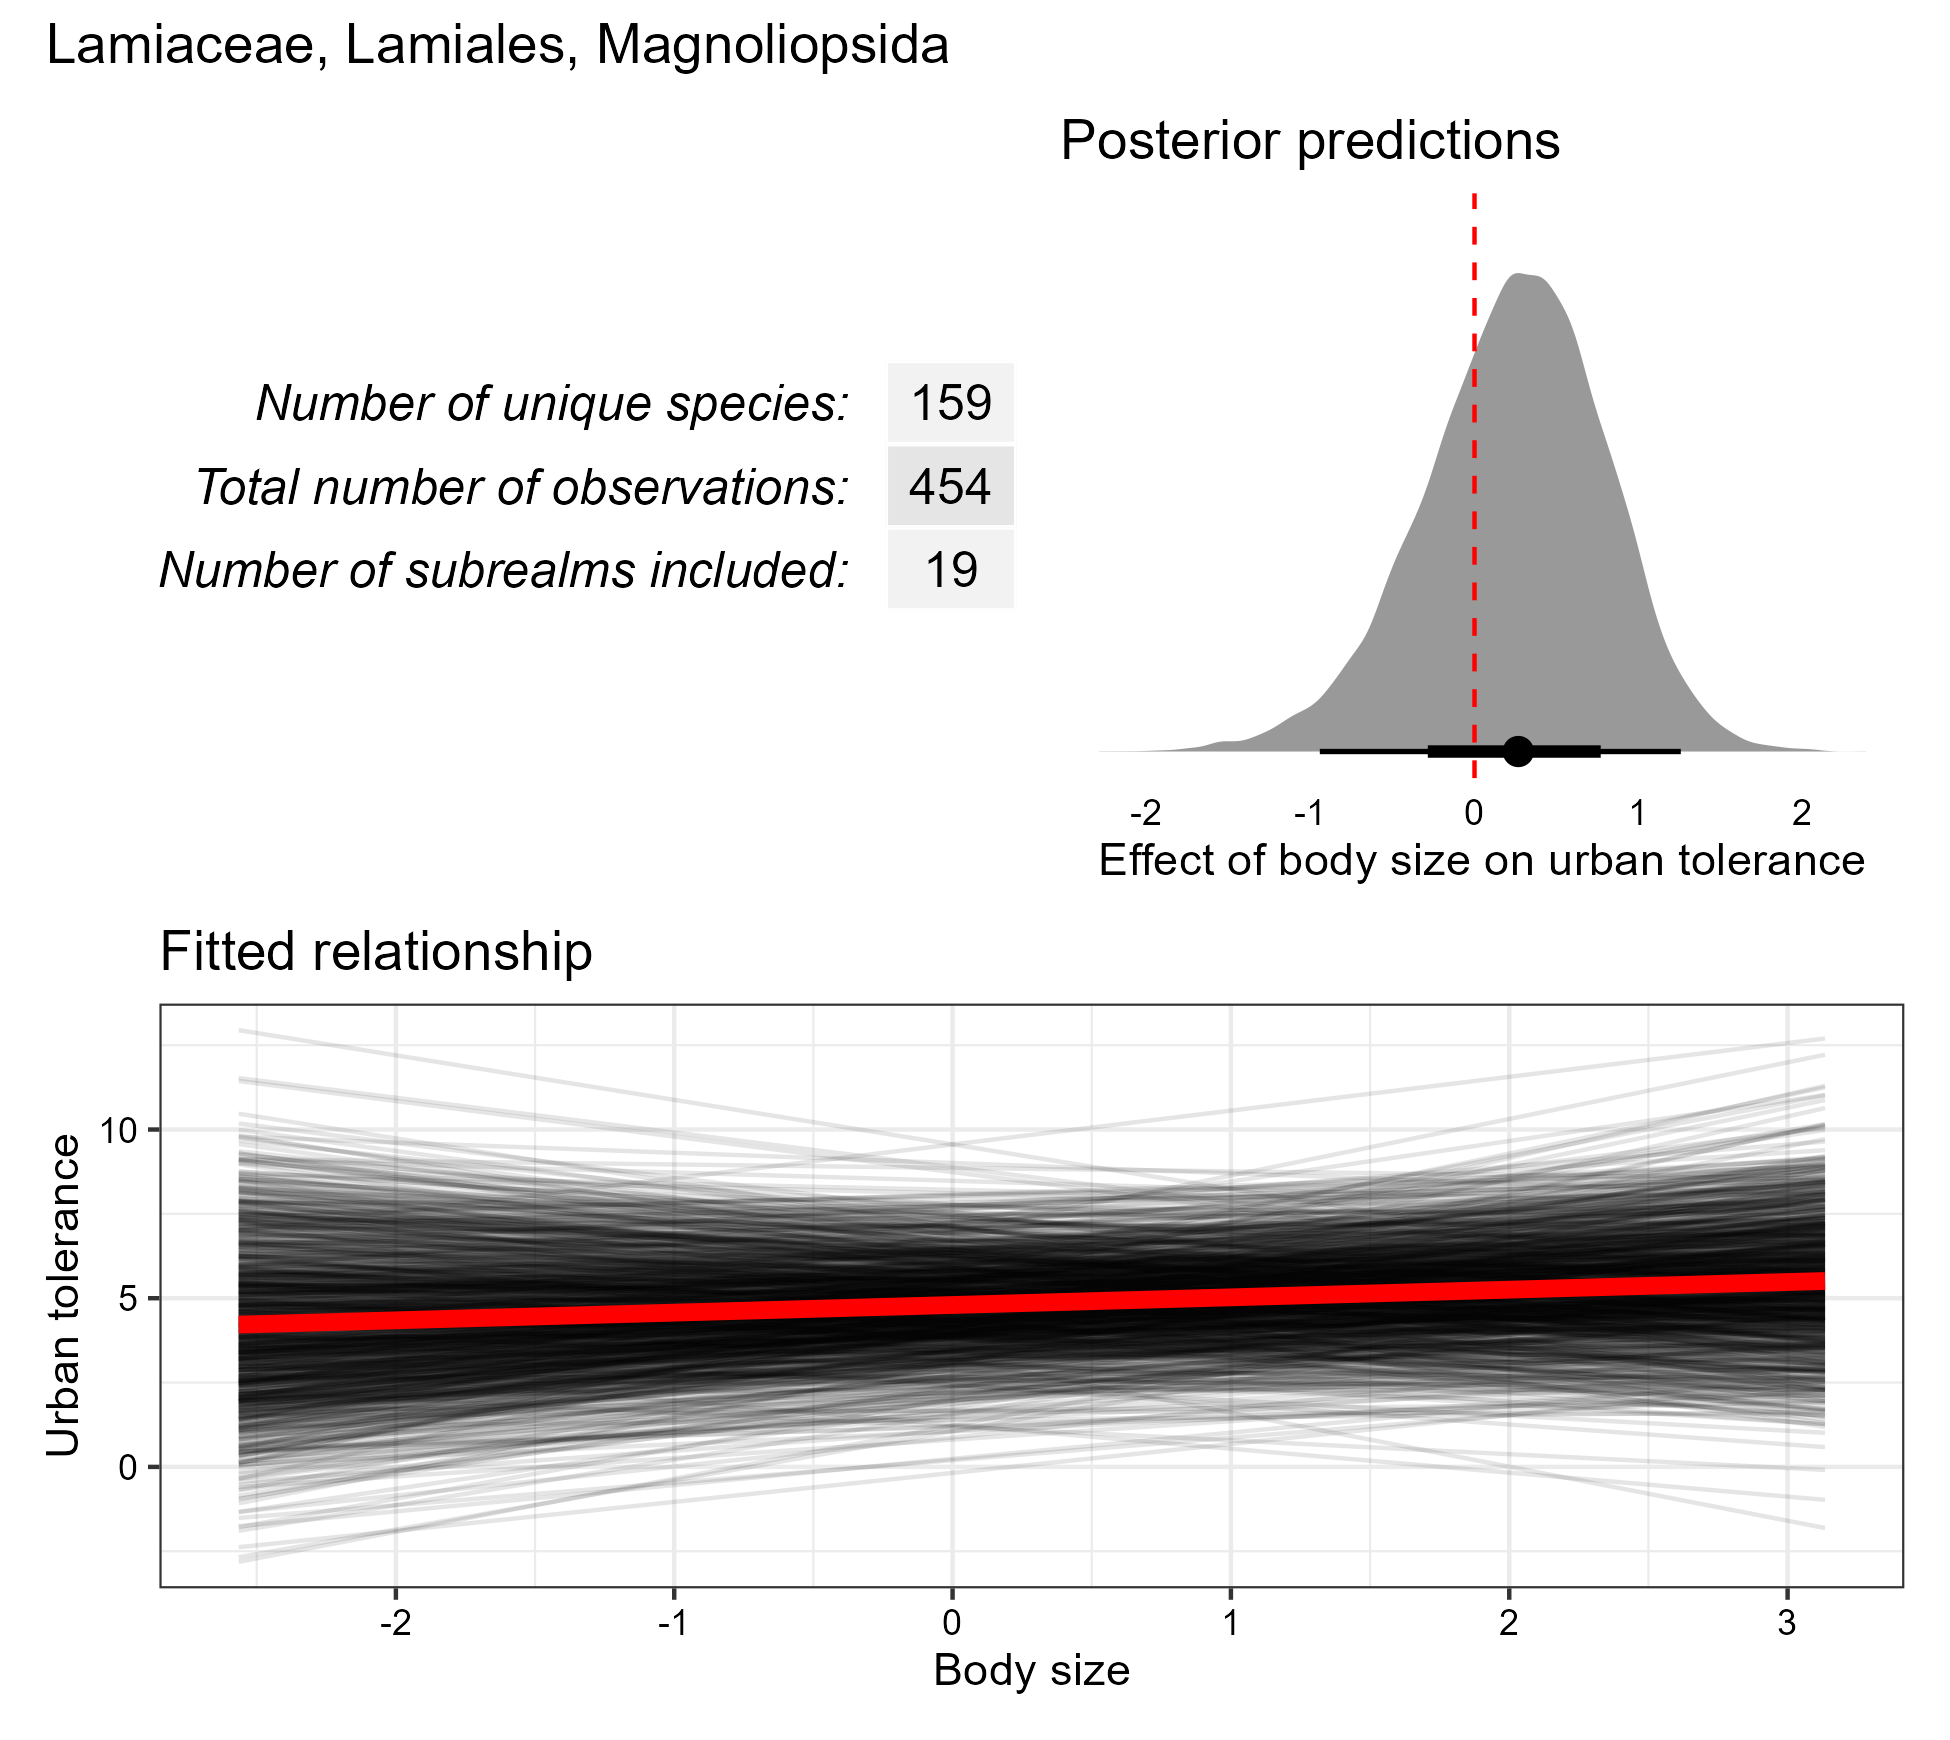 Lamiaceae, Lamiales, Magnoliopsida
Posterior predictions
Number of unique species: 159
Total number of observations: 454
Number of subrealms included: 19
-2 -1 0 1 2
Effect of body size on urban tolerance
Fitted relationship
Urban tolerance
10
5
0
-2 -1 0 1 2 3
Body size